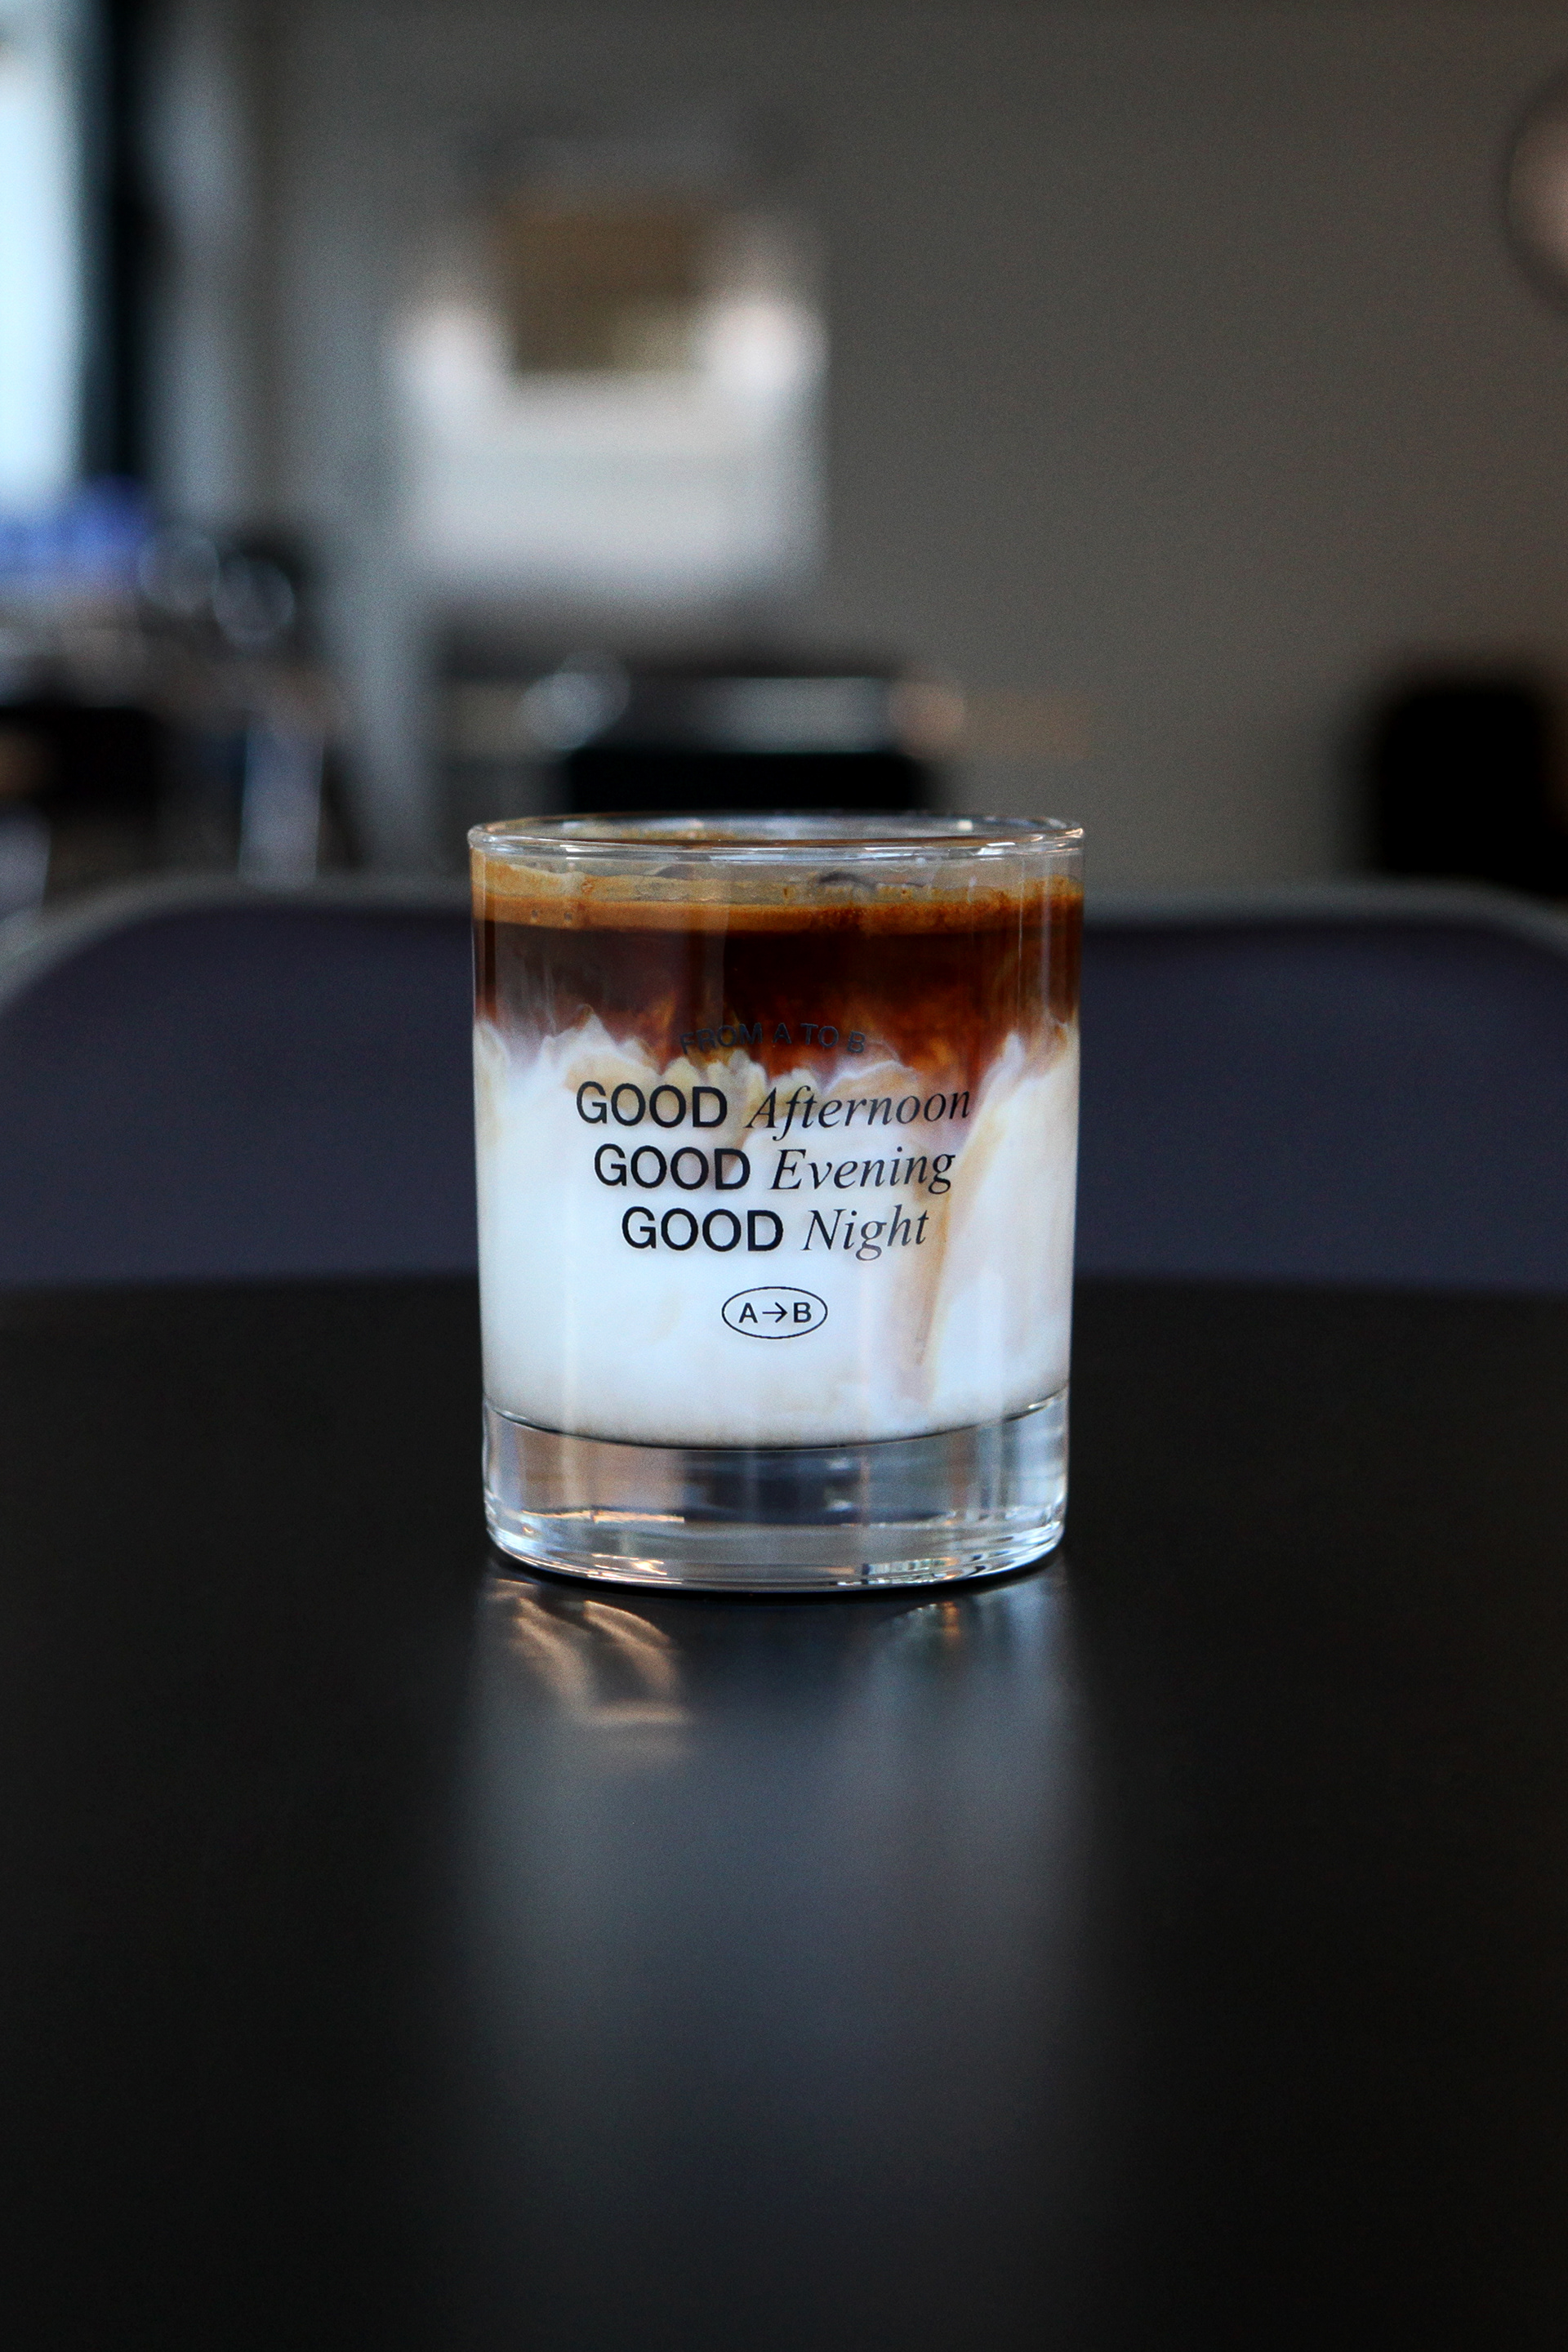 FROM A TO B
GOOD Afternoon
GOOD Evening
GOOD Night
A→B